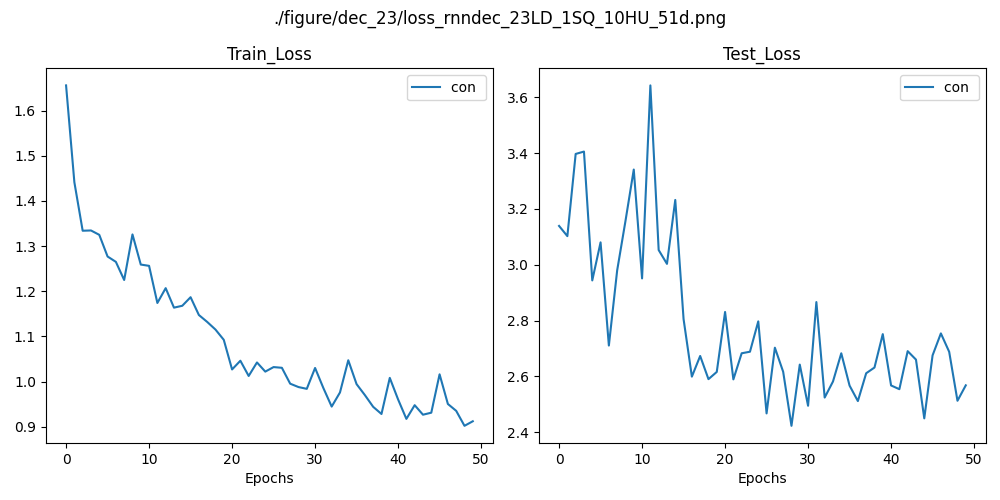 ./figure/dec_23/loss_rnndec_23LD_1SQ_10HU_51d.png
Train_Loss
con
1.6
1.5
1.4
1.3
1.2
1.1
1.0
0.9
0 10 20 30 40 50
Epochs
Test_Loss
con
3.6
3.4
3.2
3.0
2.8
2.6
2.4
0 10 20 30 40 50
Epochs